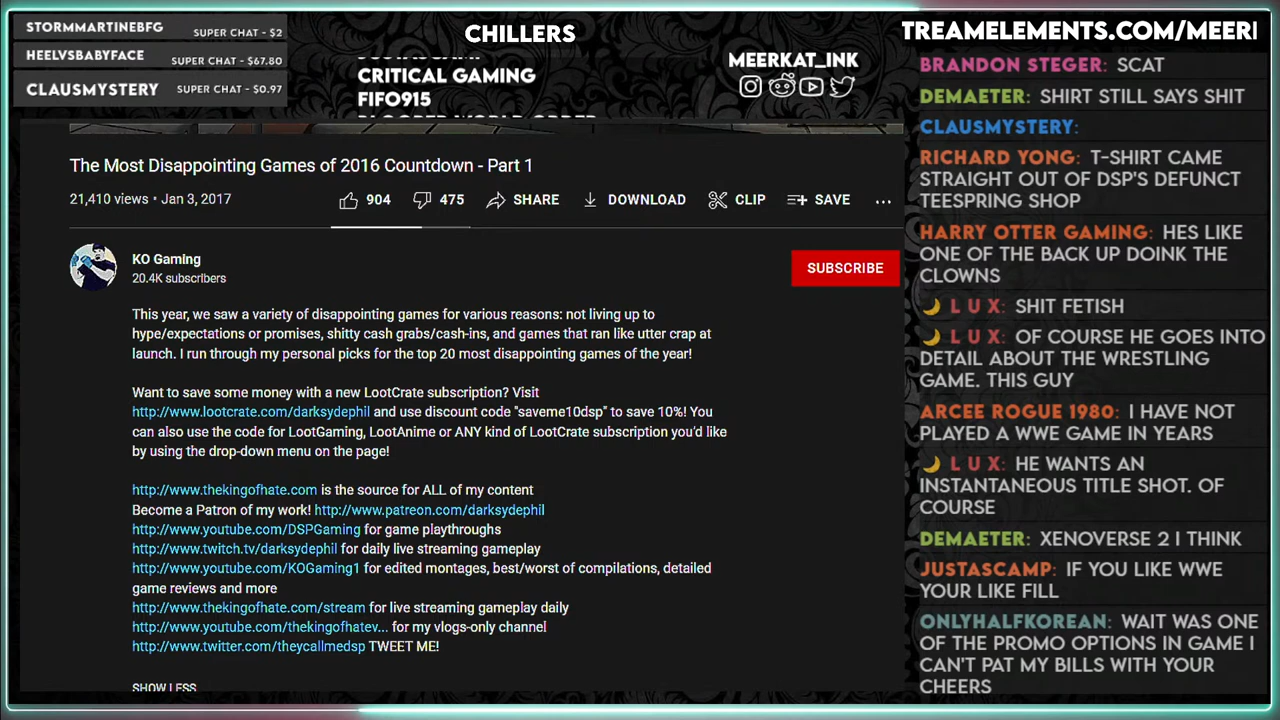 STORMMARTINEBFG SUPER CHAT - $2
HEELVSBABYFACE SUPER CHAT - $67.80
CLAUSMYSTERY SUPER CHAT - $0.97
CHILLERS
CRITICAL GAMING
FIFO915
MEERKAT_INK
TREAMELEMENTS.COM/MEER
The Most Disappointing Games of 2016 Countdown - Part 1
21,410 views • Jan 3, 2017
904 475 SHARE DOWNLOAD CLIP SAVE ...
KO Gaming
20.4K subscribers
SUBSCRIBE
This year, we saw a variety of disappointing games for various reasons: not living up to
hype/expectations or promises, shitty cash grabs/cash-ins, and games that ran like utter crap at
launch. I run through my personal picks for the top 20 most disappointing games of the year!
Want to save some money with a new LootCrate subscription? Visit
http://www.lootcrate.com/darksydephil and use discount code "saveme10dsp" to save 10%! You
can also use the code for LootGaming, LootAnime or ANY kind of LootCrate subscription you'd like
by using the drop-down menu on the page!
http://www.thekingofhate.com is the source for ALL of my content
Become a Patron of my work! http://www.patreon.com/darksydephil
http://www.youtube.com/DSPGaming for game playthroughs
http://www.twitch.tv/darksydephil for daily live streaming gameplay
http://www.youtube.com/KOGaming1 for edited montages, best/worst of compilations, detailed
game reviews and more
http://www.thekingofhate.com/stream for live streaming gameplay daily
http://www.youtube.com/thekingofhatev... for my vlogs-only channel!
http://www.twitter.com/theycallmedsp TWEET ME!
SHOW LESS
BRANDON STEGER: SCAT
DEMAETER: SHIRT STILL SAYS SHIT
CLAUSMYSTERY:
RICHARD YONG: T-SHIRT CAME
STRAIGHT OUT OF DSP'S DEFUNCT
TEESPRING SHOP
HARRY OTTER GAMING: HES LIKE
ONE OF THE BACK UP DOINK THE
CLOWNS
🌙 L U X: SHIT FETISH
🌙 L U X: OF COURSE HE GOES INTO
DETAIL ABOUT THE WRESTLING
GAME. THIS GUY
ARCEE ROGUE 1980: I HAVE NOT
PLAYED A WWE GAME IN YEARS
🌙 L U X: HE WANTS AN
INSTANTANEOUS TITLE SHOT. OF
COURSE
DEMAETER: XENOVERSE 2 I THINK
JUSTASCAMP: IF YOU LIKE WWE
YOUR LIKE FILL
ONLYHALFKOREAN: WAIT WAS ONE
OF THE PROMO OPTIONS IN GAME I
CAN'T PAT MY BILLS WITH YOUR
CHEERS